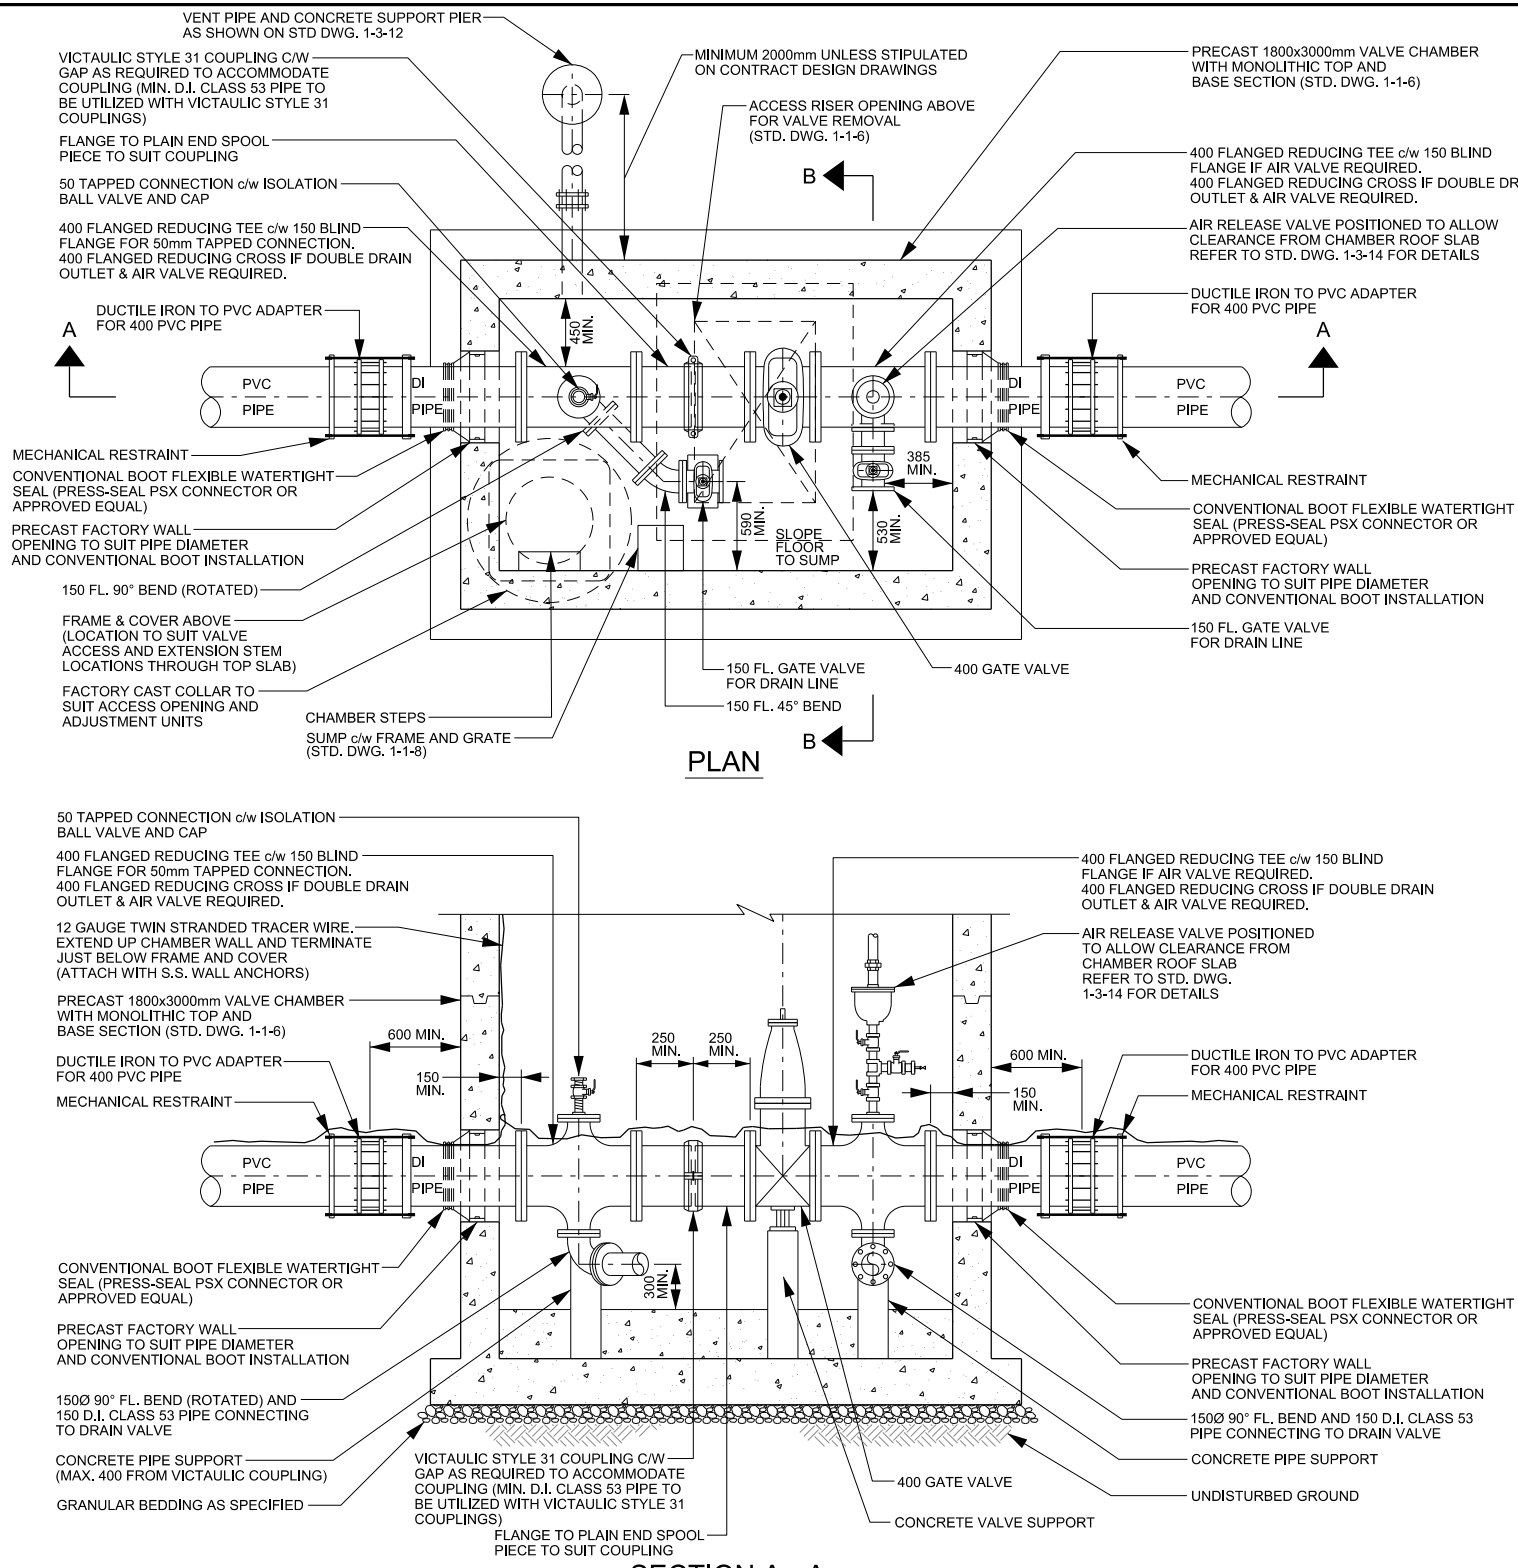 VENT PIPE AND CONCRETE SUPPORT PIER
AS SHOWN ON STD DWG. 1-3-12
VICTAULIC STYLE 31 COUPLING C/W
GAP AS REQUIRED TO ACCOMMODATE
COUPLING (MIN. D.I. CLASS 53 PIPE TO
BE UTILIZED WITH VICTAULIC STYLE 31
COUPLINGS)
FLANGE TO PLAIN END SPOOL
PIECE TO SUIT COUPLING
50 TAPPED CONNECTION c/w ISOLATION
BALL VALVE AND CAP
400 FLANGED REDUCING TEE c/w 150 BLIND
FLANGE FOR 50mm TAPPED CONNECTION.
400 FLANGED REDUCING CROSS IF DOUBLE DRAIN
OUTLET & AIR VALVE REQUIRED.
DUCTILE IRON TO PVC ADAPTER
FOR 400 PVC PIPE
MINIMUM 2000mm UNLESS STIPULATED
ON CONTRACT DESIGN DRAWINGS
ACCESS RISER OPENING ABOVE
FOR VALVE REMOVAL
(STD. DWG. 1-1-6)
PRECAST 1800x3000mm VALVE CHAMBER
WITH MONOLITHIC TOP AND
BASE SECTION (STD. DWG. 1-1-6)
400 FLANGED REDUCING TEE c/w 150 BLIND
FLANGE IF AIR VALVE REQUIRED.
400 FLANGED REDUCING CROSS IF DOUBLE DR
OUTLET & AIR VALVE REQUIRED.
AIR RELEASE VALVE POSITIONED TO ALLOW
CLEARANCE FROM CHAMBER ROOF SLAB
REFER TO STD. DWG. 1-3-14 FOR DETAILS
DUCTILE IRON TO PVC ADAPTER
FOR 400 PVC PIPE
B
A
A
450
MIN.
PVC
PIPE
DI
PIPE
DI
PIPE
PVC
PIPE
385
MIN.
590
MIN.
530
MIN.
SLOPE
FLOOR
TO SUMP
MECHANICAL RESTRAINT
CONVENTIONAL BOOT FLEXIBLE WATERTIGHT
SEAL (PRESS-SEAL PSX CONNECTOR OR
APPROVED EQUAL)
PRECAST FACTORY WALL
OPENING TO SUIT PIPE DIAMETER
AND CONVENTIONAL BOOT INSTALLATION
150 FL. 90° BEND (ROTATED)
FRAME & COVER ABOVE
(LOCATION TO SUIT VALVE
ACCESS AND EXTENSION STEM
LOCATIONS THROUGH TOP SLAB)
FACTORY CAST COLLAR TO
SUIT ACCESS OPENING AND
ADJUSTMENT UNITS
CHAMBER STEPS
SUMP c/w FRAME AND GRATE
(STD. DWG. 1-1-8)
150 FL. GATE VALVE
FOR DRAIN LINE
150 FL. 45° BEND
400 GATE VALVE
MECHANICAL RESTRAINT
CONVENTIONAL BOOT FLEXIBLE WATERTIGHT
SEAL (PRESS-SEAL PSX CONNECTOR OR
APPROVED EQUAL)
PRECAST FACTORY WALL
OPENING TO SUIT PIPE DIAMETER
AND CONVENTIONAL BOOT INSTALLATION
150 FL. GATE VALVE
FOR DRAIN LINE
B
PLAN
50 TAPPED CONNECTION c/w ISOLATION
BALL VALVE AND CAP
400 FLANGED REDUCING TEE c/w 150 BLIND
FLANGE FOR 50mm TAPPED CONNECTION.
400 FLANGED REDUCING CROSS IF DOUBLE DRAIN
OUTLET & AIR VALVE REQUIRED.
12 GAUGE TWIN STRANDED TRACER WIRE.
EXTEND UP CHAMBER WALL AND TERMINATE
JUST BELOW FRAME AND COVER
(ATTACH WITH S.S. WALL ANCHORS)
PRECAST 1800x3000mm VALVE CHAMBER
WITH MONOLITHIC TOP AND
BASE SECTION (STD. DWG. 1-1-6)
DUCTILE IRON TO PVC ADAPTER
FOR 400 PVC PIPE
MECHANICAL RESTRAINT
600 MIN.
150
MIN.
250
MIN.
250
MIN.
600 MIN.
150
MIN.
400 FLANGED REDUCING TEE c/w 150 BLIND
FLANGE IF AIR VALVE REQUIRED.
400 FLANGED REDUCING CROSS IF DOUBLE DRAIN
OUTLET & AIR VALVE REQUIRED.
AIR RELEASE VALVE POSITIONED
TO ALLOW CLEARANCE FROM
CHAMBER ROOF SLAB
REFER TO STD. DWG.
1-3-14 FOR DETAILS
DUCTILE IRON TO PVC ADAPTER
FOR 400 PVC PIPE
MECHANICAL RESTRAINT
PVC
PIPE
DI
PIPE
DI
PIPE
PVC
PIPE
300
MIN.
CONVENTIONAL BOOT FLEXIBLE WATERTIGHT
SEAL (PRESS-SEAL PSX CONNECTOR OR
APPROVED EQUAL)
PRECAST FACTORY WALL
OPENING TO SUIT PIPE DIAMETER
AND CONVENTIONAL BOOT INSTALLATION
150Ø 90° FL. BEND (ROTATED) AND
150 D.I. CLASS 53 PIPE CONNECTING
TO DRAIN VALVE
CONCRETE PIPE SUPPORT
(MAX. 400 FROM VICTAULIC COUPLING)
GRANULAR BEDDING AS SPECIFIED
VICTAULIC STYLE 31 COUPLING C/W
GAP AS REQUIRED TO ACCOMMODATE
COUPLING (MIN. D.I. CLASS 53 PIPE TO
BE UTILIZED WITH VICTAULIC STYLE 31
COUPLINGS)
FLANGE TO PLAIN END SPOOL
PIECE TO SUIT COUPLING
400 GATE VALVE
CONCRETE VALVE SUPPORT
CONVENTIONAL BOOT FLEXIBLE WATERTIGHT
SEAL (PRESS-SEAL PSX CONNECTOR OR
APPROVED EQUAL)
PRECAST FACTORY WALL
OPENING TO SUIT PIPE DIAMETER
AND CONVENTIONAL BOOT INSTALLATION
150Ø 90° FL. BEND AND 150 D.I. CLASS 53
PIPE CONNECTING TO DRAIN VALVE
CONCRETE PIPE SUPPORT
UNDISTURBED GROUND
SECTION A - A